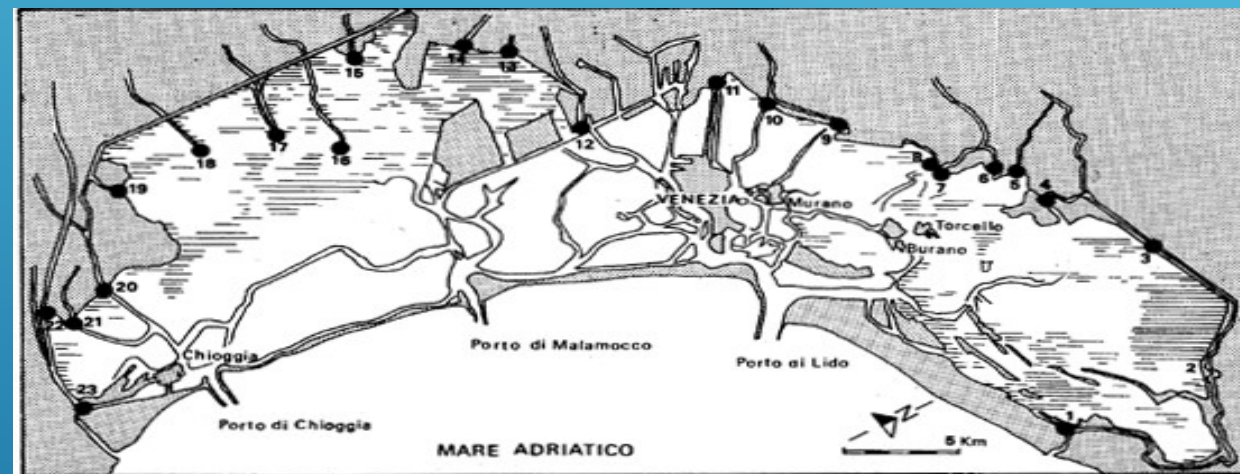 15
14
13
11
10
12
9
17
18
16
8
7
6
5
4
19
VENEZIA
Murano
Torcello
Burano
3
20
22
21
Chioggia
Porto di Malamocco
Porto di Lido
2
23
1
Porto di Chioggia
N
5 Km
MARE ADRIATICO